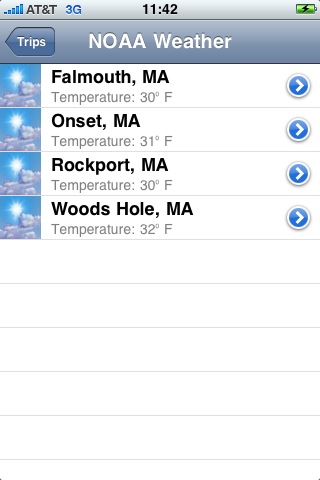 AT&T 3G 11:42
Trips NOAA Weather
Falmouth, MA
Temperature: 30° F
Onset, MA
Temperature: 31° F
Rockport, MA
Temperature: 30° F
Woods Hole, MA
Temperature: 32° F